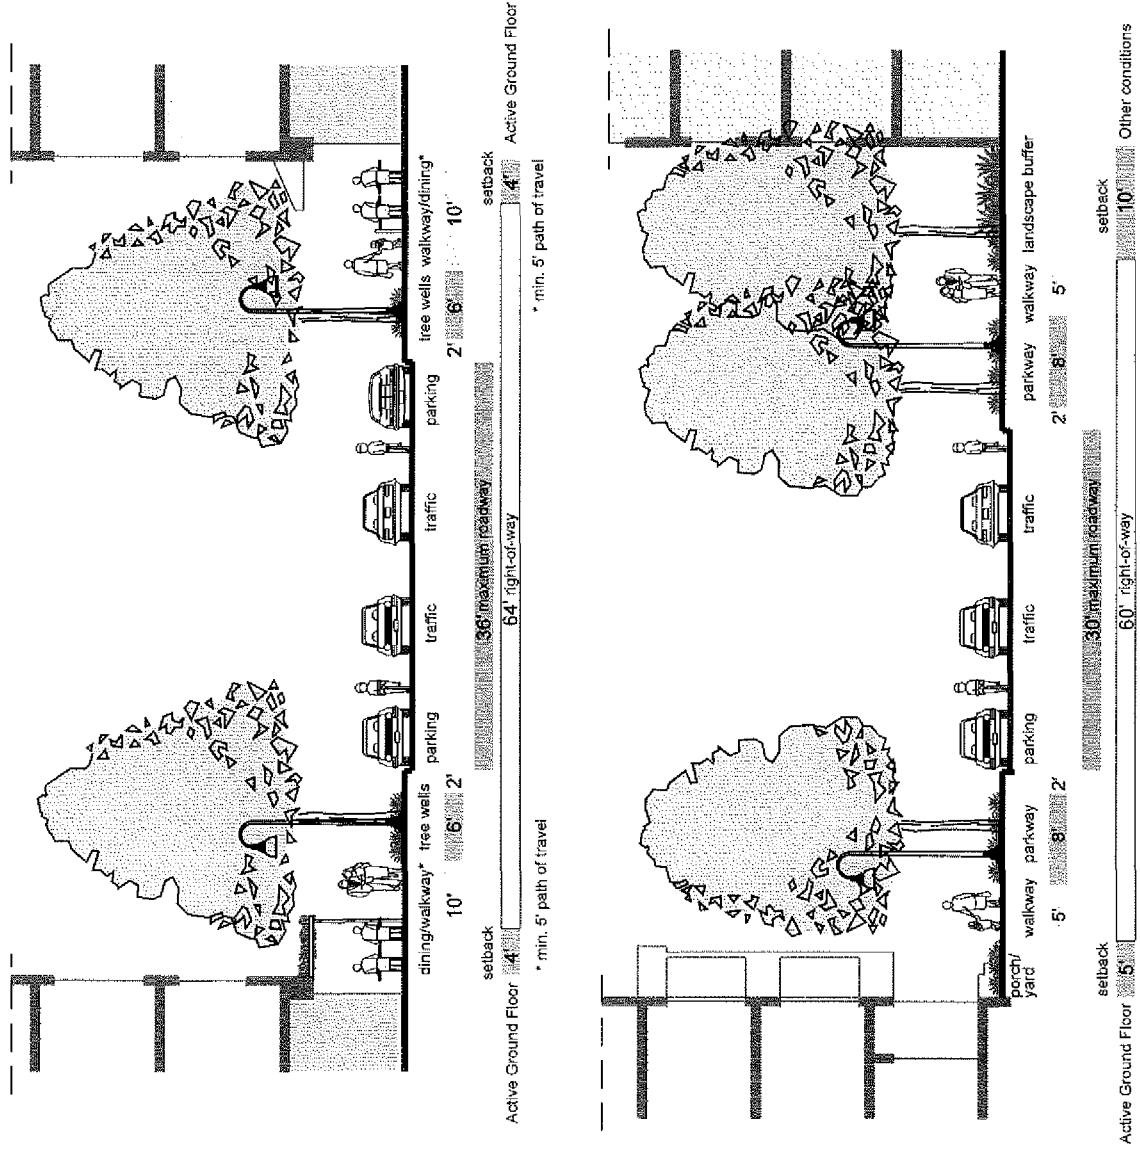 dining/walkway* tree wells parking traffic traffic parking tree wells walkway/dining*
10' 6' 2' 2' 6' 10'
setback 36' maximum roadway setback
Active Ground Floor 4' 64' right-of-way 4' Active Ground Floor
* min. 5' path of travel * min. 5' path of travel
porch/
yard walkway parkway parking traffic traffic parkway walkway landscape buffer
5' 8' 2' 2' 8' 5'
30' maximum roadway
setback setback
Active Ground Floor 5' 60' right-of-way 10' Other conditions